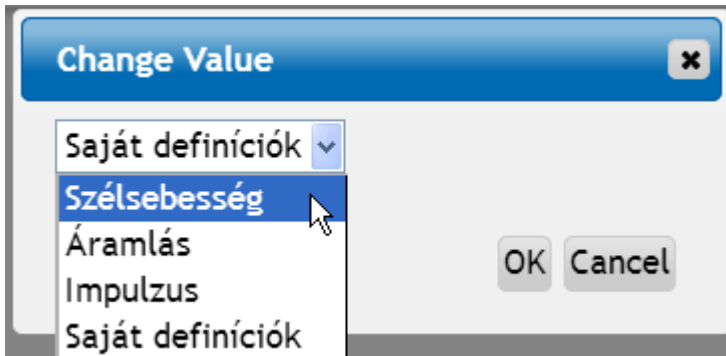 Change Value
Saját definíciók
Szélsebesség
Áramlás
Impulzus
Saját definíciók
OK Cancel